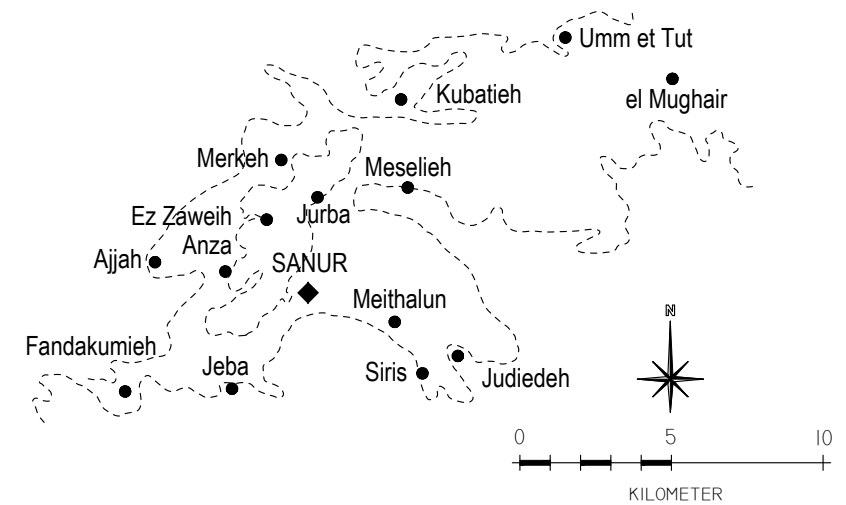 Umm et Tut
Kubatieh
el Mughair
Merkeh
Meselieh
Ez Zaweih
Jurba
Anza
Ajjah
SANUR
Meithalun
N
Fandakumieh
Jeba
Siris
Judiedeh
0 5 10
KILOMETER